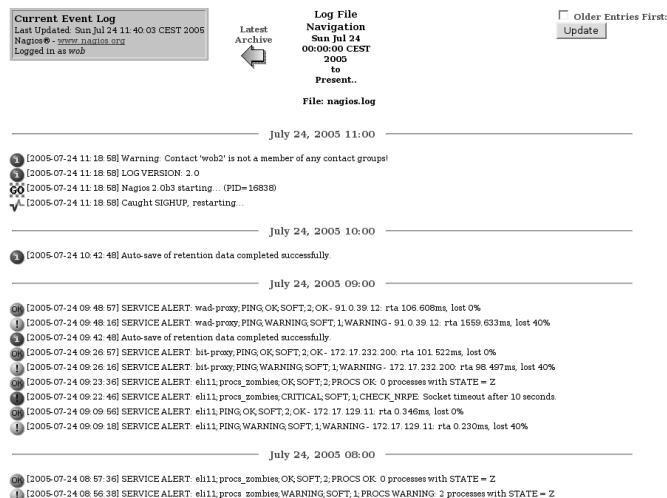 Current Event Log
Last Updated: Sun Jul 24 11:40:03 CEST 2005
Nagios® - www.nagios.org
Logged in as wob
Latest
Archive
Log File
Navigation
Sun Jul 24
00:00:00 CEST
2005
to
Present..
File: nagios.log
Older Entries First:
Update
July 24, 2005 11:00
[2005-07-24 11:18:58] Warning: Contact 'wob2' is not a member of any contact groups!
[2005-07-24 11:18:58] LOG VERSION: 2.0
GO [2005-07-24 11:18:58] Nagios 2.0b3 starting... (PID=16838)
[2005-07-24 11:18:58] Caught SIGHUP, restarting...
July 24, 2005 10:00
[2005-07-24 10:42:48] Auto-save of retention data completed successfully.
July 24, 2005 09:00
OK [2005-07-24 09:48:57] SERVICE ALERT: wad-proxy;PING;OK;SOFT;2;OK - 91.0.39.12: rta 106.608ms, lost 0%
! [2005-07-24 09:48:16] SERVICE ALERT: wad-proxy;PING;WARNING;SOFT;1;WARNING - 91.0.39.12: rta 1559.633ms, lost 40%
[2005-07-24 09:42:48] Auto-save of retention data completed successfully.
OK [2005-07-24 09:26:57] SERVICE ALERT: bit-proxy;PING;OK;SOFT;2;OK - 172.17.232.200: rta 101.522ms, lost 0%
! [2005-07-24 09:26:16] SERVICE ALERT: bit-proxy;PING;WARNING;SOFT;1;WARNING - 172.17.232.200: rta 98.497ms, lost 40%
OK [2005-07-24 09:23:36] SERVICE ALERT: eli11;procs_zombies;OK;SOFT;2;PROCS OK: 0 processes with STATE = Z
! [2005-07-24 09:22:46] SERVICE ALERT: eli11;procs_zombies;CRITICAL;SOFT;1;CHECK_NRPE: Socket timeout after 10 seconds.
OK [2005-07-24 09:09:56] SERVICE ALERT: eli11;PING;OK;SOFT;2;OK - 172.17.129.11: rta 0.346ms, lost 0%
! [2005-07-24 09:09:18] SERVICE ALERT: eli11;PING;WARNING;SOFT;1;WARNING - 172.17.129.11: rta 0.230ms, lost 40%
July 24, 2005 08:00
OK [2005-07-24 08:57:36] SERVICE ALERT: eli11;procs_zombies;OK;SOFT;2;PROCS OK: 0 processes with STATE = Z
! [2005-07-24 08:56:38] SERVICE ALERT: eli11;procs_zombies;WARNING;SOFT;1;PROCS WARNING: 2 processes with STATE = Z